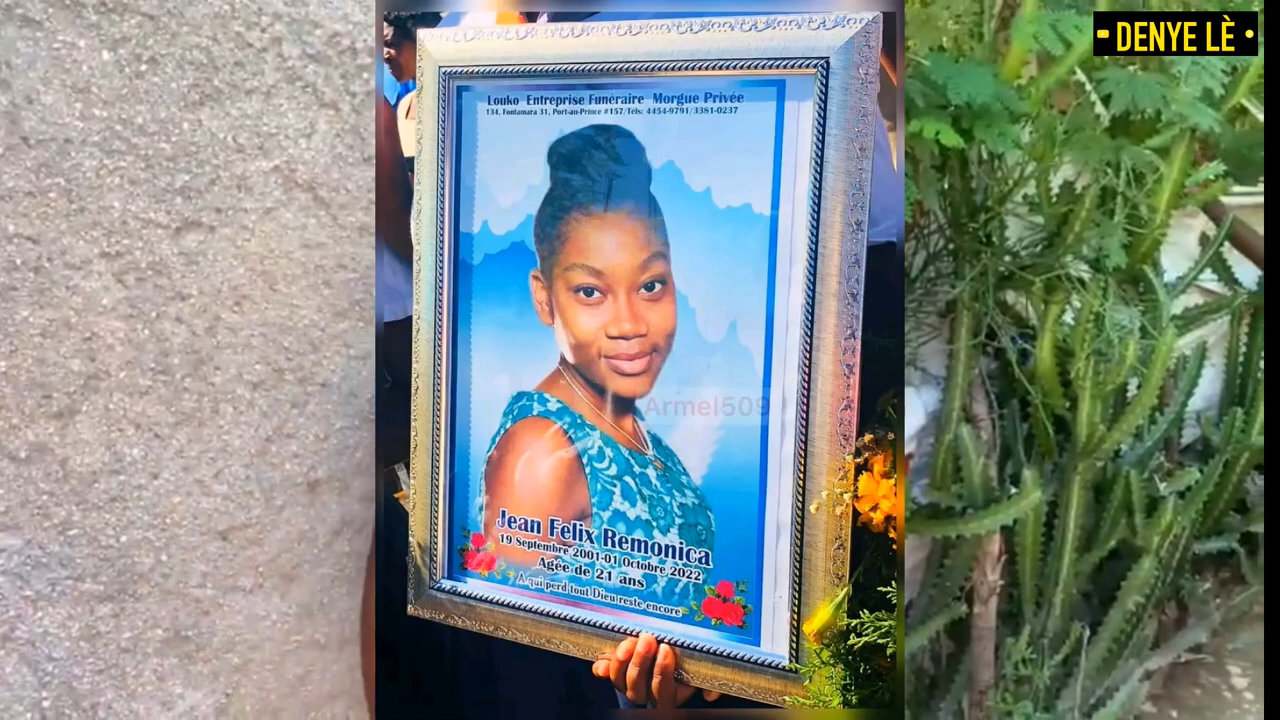 • DENYE LÈ •
Louko Entreprise Funéraire Morgue Privée
134, Fontamara 31, Port-au-Prince #157/Téls: 4454-9791/3381-0237
Armel509
Jean Felix Remonica
19 Septembre 2001-01 Octobre 2022
Agée de 21 ans
A qui perd tout Dieu reste encore